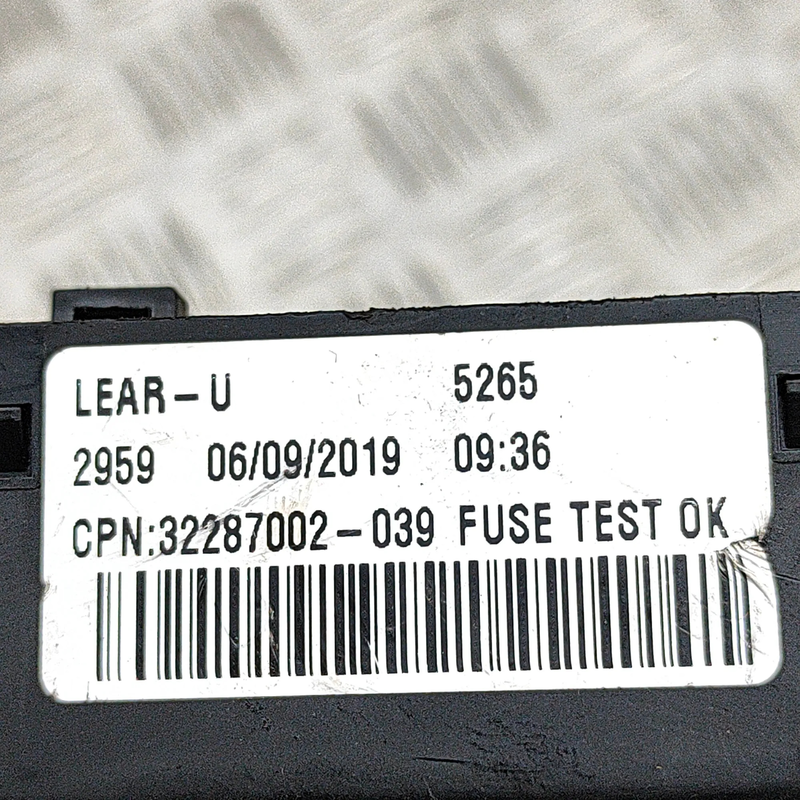 LEAR-U 5265
2959 06/09/2019 09:36
CPN:32287002-039 FUSE TEST OK